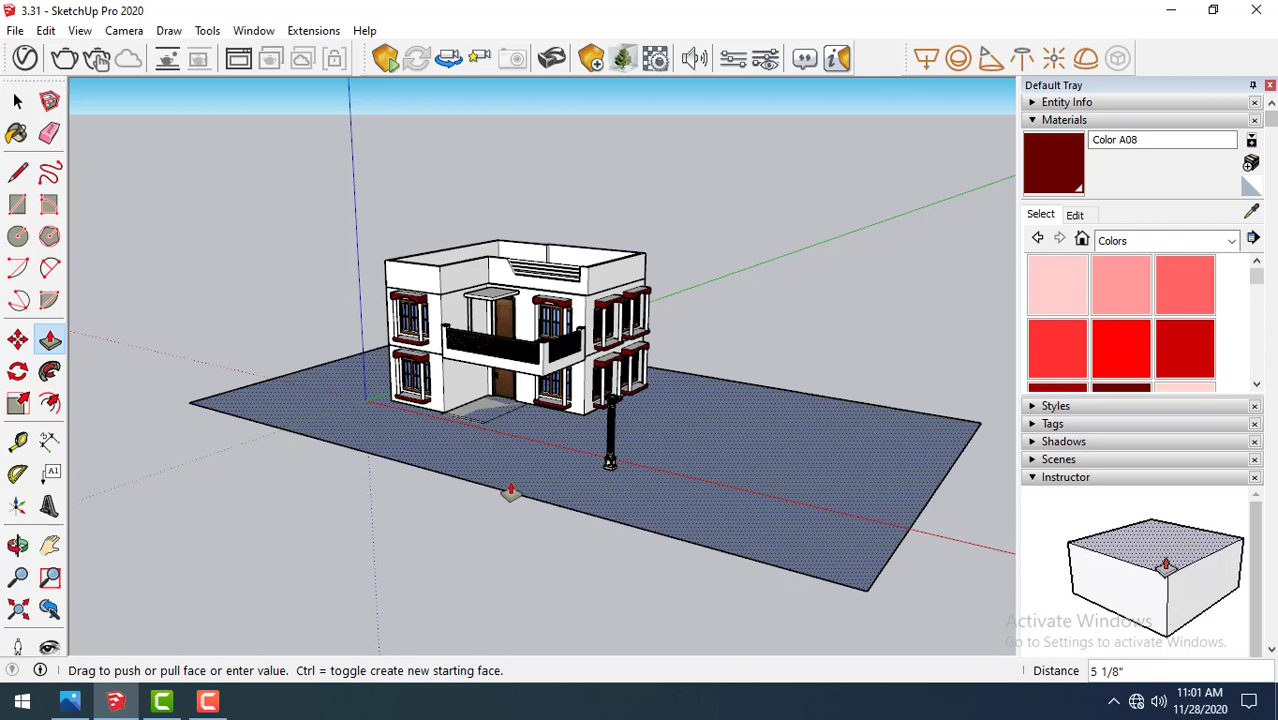 3.31 - SketchUp Pro 2020
File Edit View Camera Draw Tools Window Extensions Help
Default Tray
Entity Info
Materials
Color A08
Select Edit
Colors
Styles
Tags
Shadows
Scenes
Instructor
A1
Activate Windows
Go to Settings to activate Windows.
Drag to push or pull face or enter value. Ctrl = toggle create new starting face.
Distance 5 1/8"
11:01 AM
11/28/2020